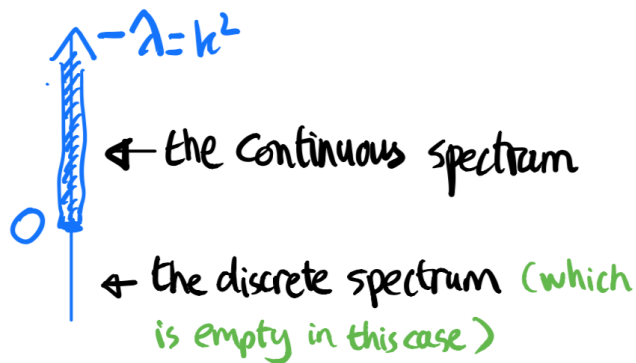 -λ=k²
← the continuous spectrum
0
← the discrete spectrum (which
is empty in this case)